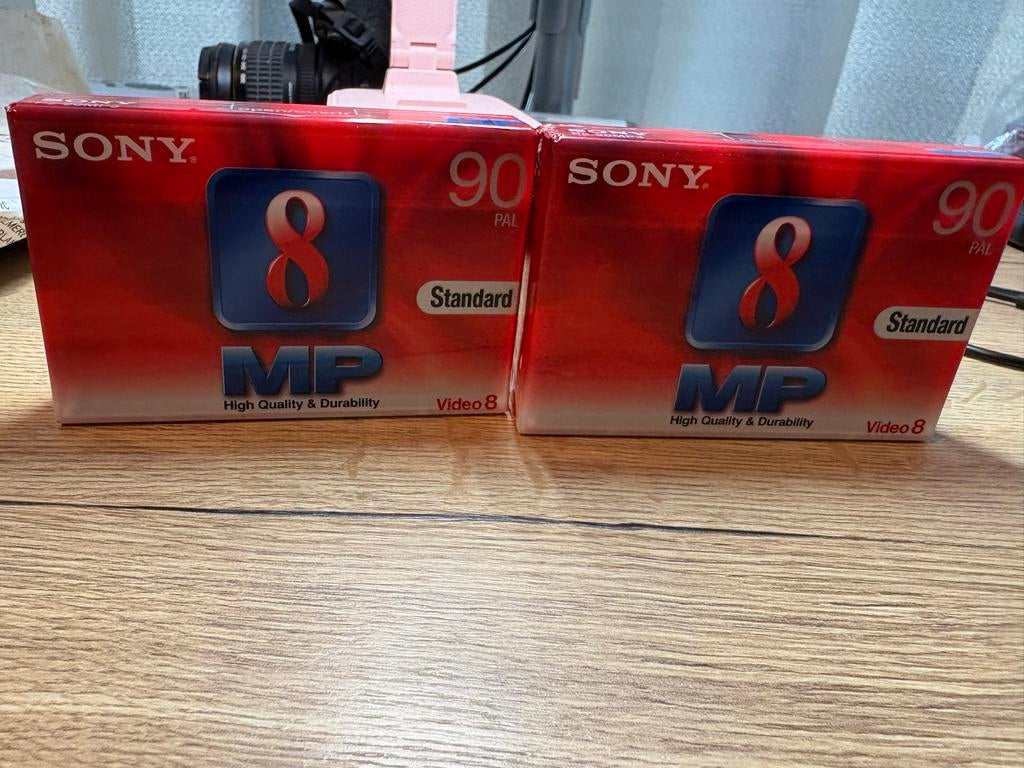 SONY
90
PAL
8
Standard
MP
High Quality & Durability
Video 8
SONY
90
PAL
8
Standard
MP
High Quality & Durability
Video 8